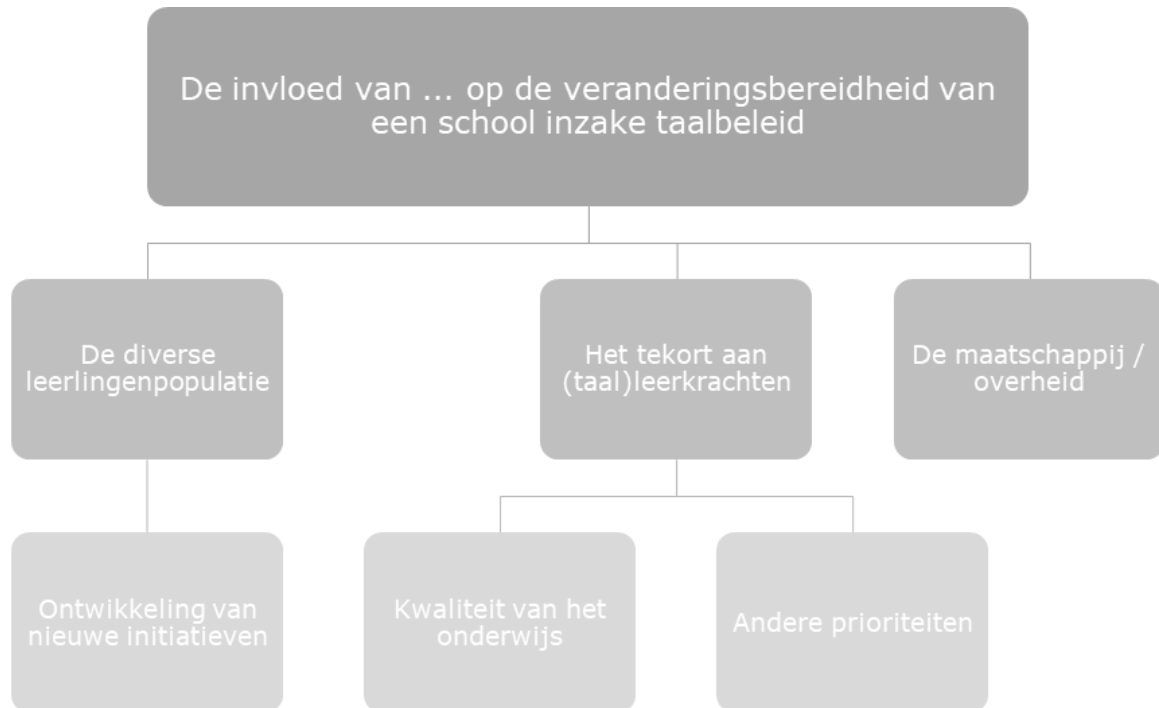 De invloed van ... op de veranderingsbereidheid van
een school inzake taalbeleid
De diverse
leerlingenpopulatie
Het tekort aan
(taal)leerkrachten
De maatschappij /
overheid
Ontwikkeling van
nieuwe initiatieven
Kwaliteit van het
onderwijs
Andere prioriteiten